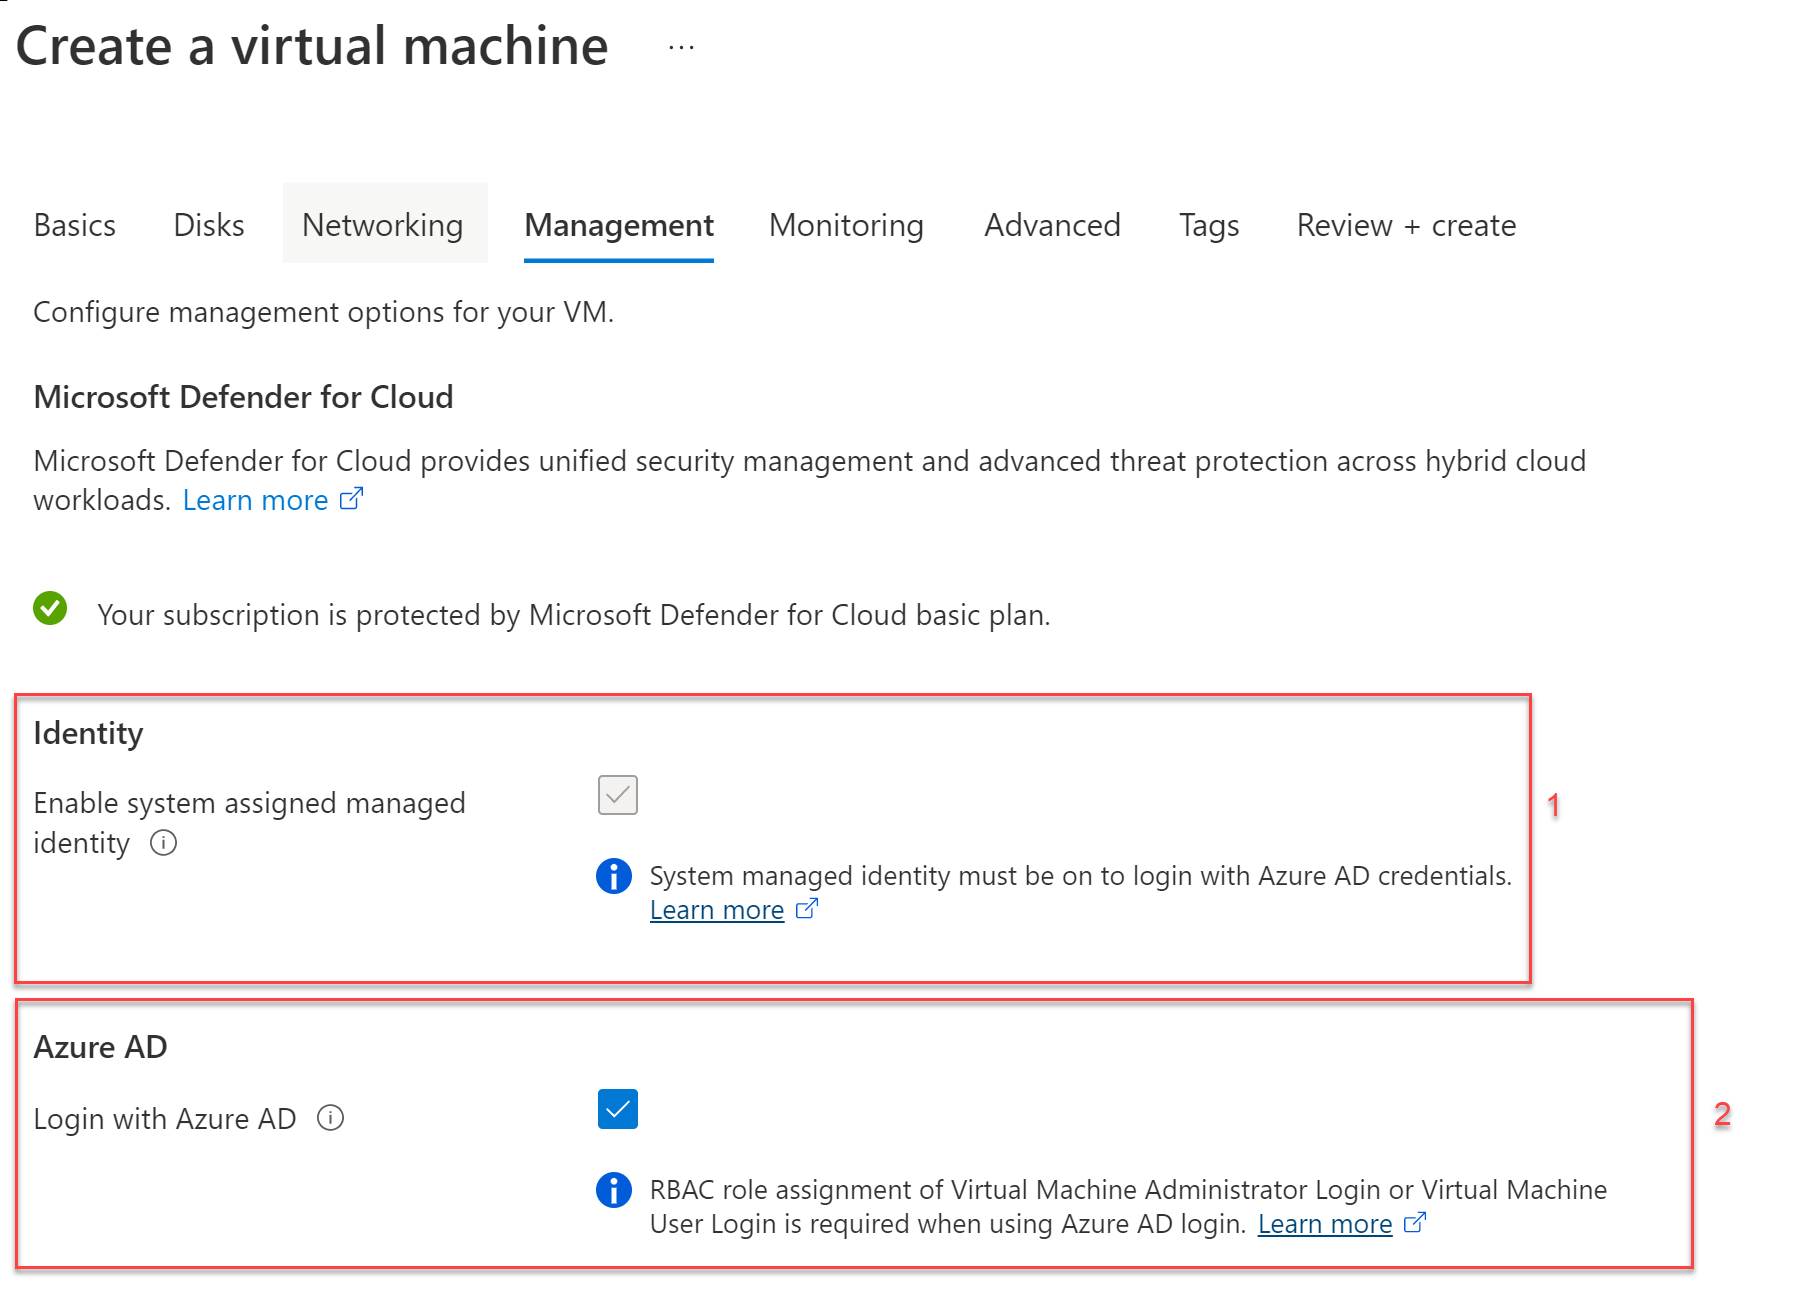 Create a virtual machine ...
Basics Disks Networking Management Monitoring Advanced Tags Review + create
Configure management options for your VM.
Microsoft Defender for Cloud
Microsoft Defender for Cloud provides unified security management and advanced threat protection across hybrid cloud
workloads. Learn more
Your subscription is protected by Microsoft Defender for Cloud basic plan.
Identity
Enable system assigned managed
identity
1
System managed identity must be on to login with Azure AD credentials.
Learn more
Azure AD
Login with Azure AD
2
RBAC role assignment of Virtual Machine Administrator Login or Virtual Machine
User Login is required when using Azure AD login. Learn more